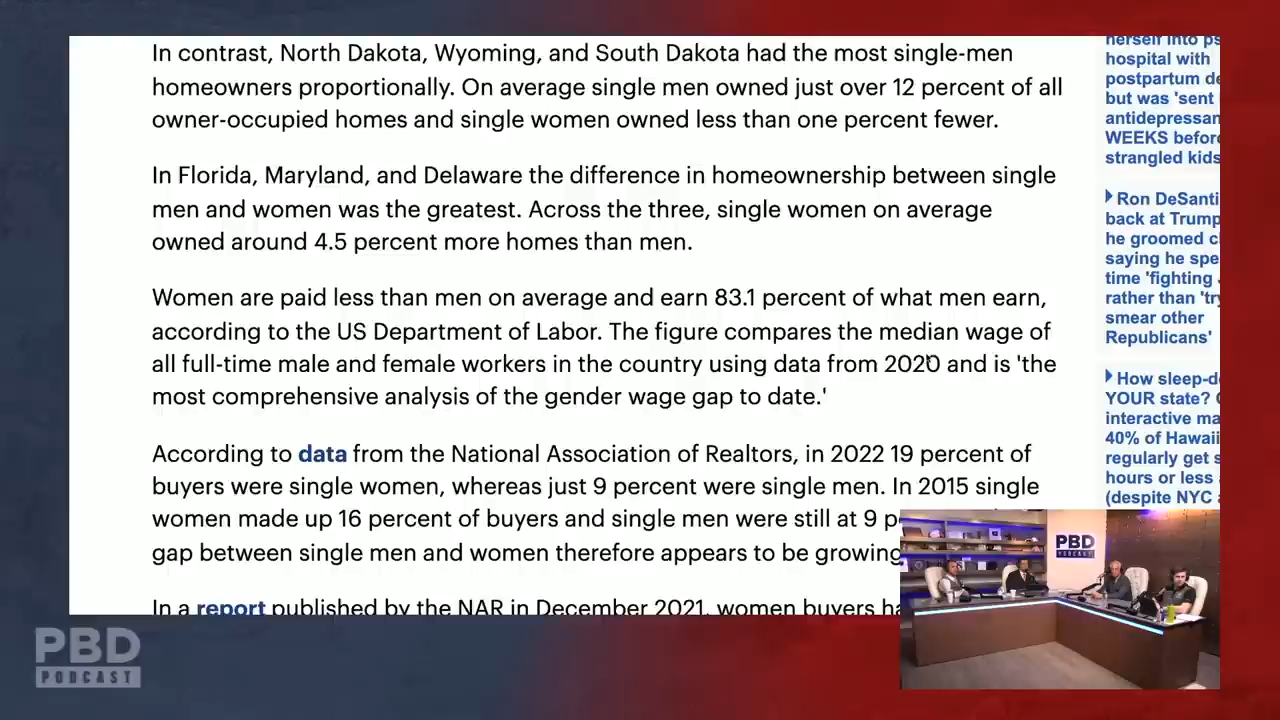 In contrast, North Dakota, Wyoming, and South Dakota had the most single-men
homeowners proportionally. On average single men owned just over 12 percent of all
owner-occupied homes and single women owned less than one percent fewer.
In Florida, Maryland, and Delaware the difference in homeownership between single
men and women was the greatest. Across the three, single women on average
owned around 4.5 percent more homes than men.
Women are paid less than men on average and earn 83.1 percent of what men earn,
according to the US Department of Labor. The figure compares the median wage of
all full-time male and female workers in the country using data from 2020 and is 'the
most comprehensive analysis of the gender wage gap to date.'
According to data from the National Association of Realtors, in 2022 19 percent of
buyers were single women, whereas just 9 percent were single men. In 2015 single
women made up 16 percent of buyers and single men were still at 9
gap between single men and women therefore appears to be growing
In a report published by the NAR in December 2021, women buyers
herself into
hospital with
postpartum
but was 'sent
WEEKS
strangled kids
Ron
back at Trump
he groomed
saying he
time 'fighting
rather than
smear other
Republicans'
How
YOUR state?
interactive
40% of
regularly get
hours or less
(despite NYC
PBD
PODCAST
PBD
PODCAST